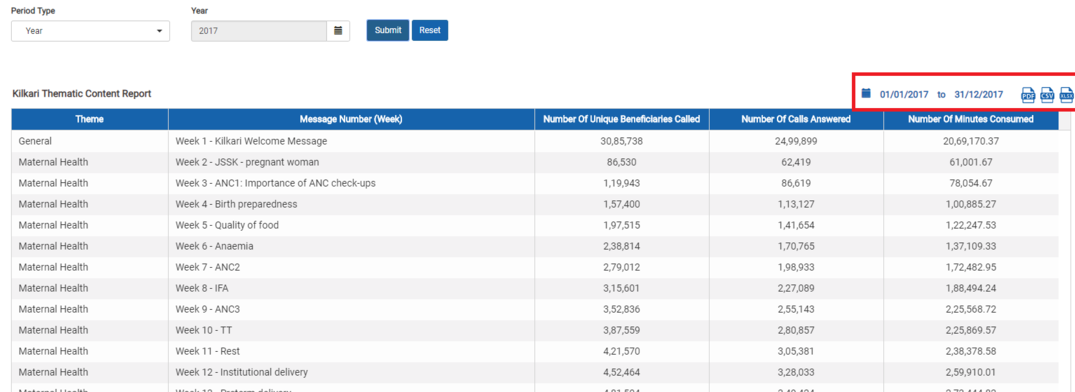 Period Type Year
Year 2017 Submit Reset
Kilkari Thematic Content Report 01/01/2017 to 31/12/2017 PDF CSV XLSX
Theme Message Number (Week) Number Of Unique Beneficiaries Called Number Of Calls Answered Number Of Minutes Consumed
General Week 1 - Kilkari Welcome Message 30,85,738 24,99,899 20,69,170.37
Maternal Health Week 2 - JSSK - pregnant woman 86,530 62,419 61,001.67
Maternal Health Week 3 - ANC1: Importance of ANC check-ups 1,19,943 86,619 78,054.67
Maternal Health Week 4 - Birth preparedness 1,57,400 1,13,127 1,00,885.27
Maternal Health Week 5 - Quality of food 1,97,515 1,41,654 1,22,247.53
Maternal Health Week 6 - Anaemia 2,38,814 1,70,765 1,37,109.33
Maternal Health Week 7 - ANC2 2,79,012 1,98,933 1,72,482.95
Maternal Health Week 8 - IFA 3,15,601 2,27,089 1,88,494.24
Maternal Health Week 9 - ANC3 3,52,836 2,55,143 2,25,568.72
Maternal Health Week 10 - TT 3,87,559 2,80,857 2,25,869.57
Maternal Health Week 11 - Rest 4,21,570 3,05,381 2,38,378.58
Maternal Health Week 12 - Institutional delivery 4,52,464 3,28,033 2,59,910.01